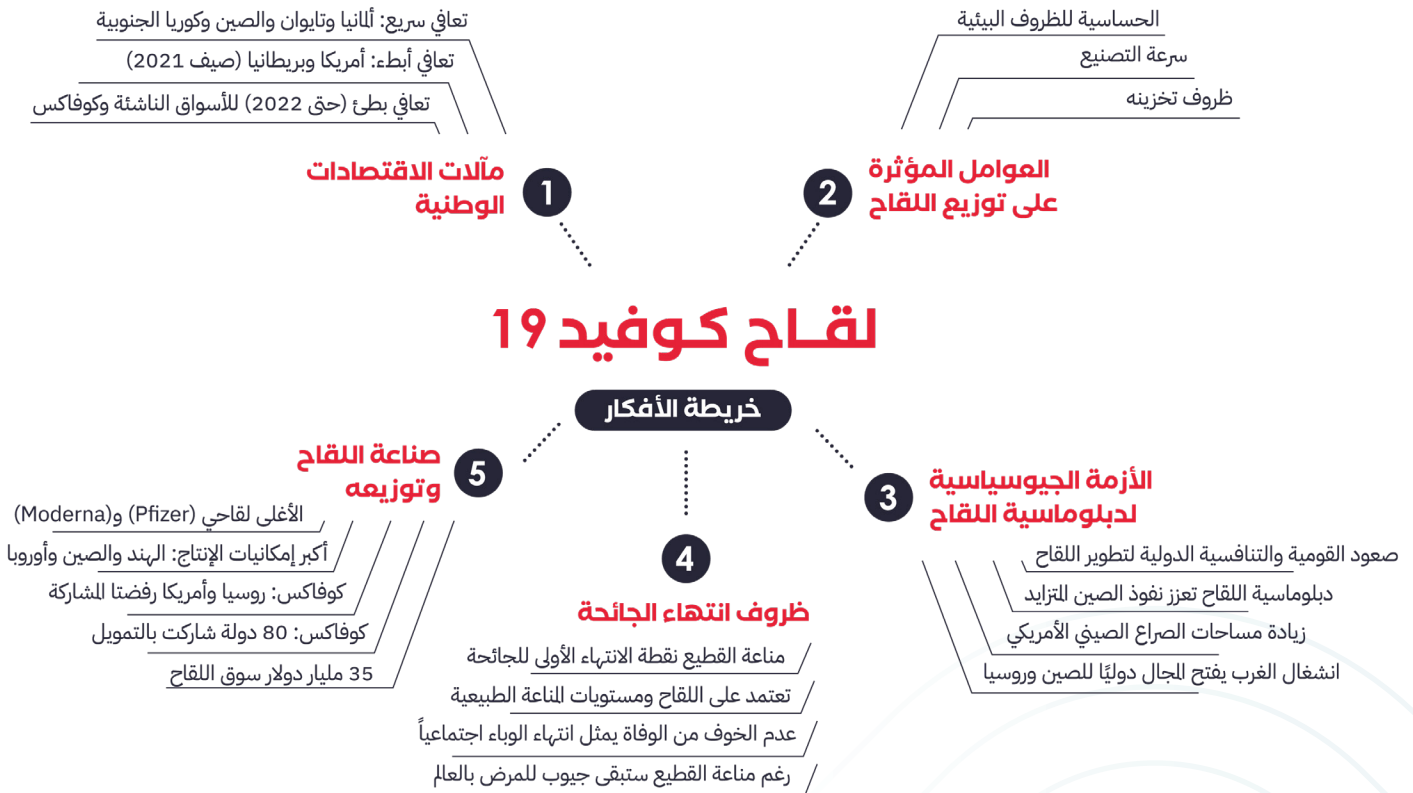 لقــاح كـوفيد 19
خريطة الأفكار
1
مآلات الاقتصادات
الوطنية
تعافي سريع: ألمانيا وتايوان والصين وكوريا الجنوبية
تعافي أبطء: أمريكا وبريطانيا (صيف 2021)
تعافي بطئ (حتى 2022) للأسواق الناشئة وكوفاكس
2
العوامل المؤثرة
على توزيع اللقاح
الحساسية للظروف البيئية
سرعة التصنيع
ظروف تخزينه
3
الأزمة الجيوسياسية
لدبلوماسية اللقاح
صعود القومية والتنافسية الدولية لتطوير اللقاح
دبلوماسية اللقاح تعزز نفوذ الصين المتزايد
زيادة مساحات الصراع الصيني الأمريكي
انشغال الغرب يفتح المجال دوليًا للصين وروسيا
4
ظروف انتهاء الجائحة
مناعة القطيع نقطة الانتهاء الأولى للجائحة
تعتمد على اللقاح ومستويات المناعة الطبيعية
عدم الخوف من الوفاة يمثل انتهاء الوباء اجتماعياً
رغم مناعة القطيع ستبقى جيوب للمرض بالعالم
5
صناعة اللقاح
وتوزيعه
الأغلى لقاحي (Pfizer) و(Moderna)
أكبر إمكانيات الإنتاج: الهند والصين وأوروبا
كوفاكس: روسيا وأمريكا رفضتا المشاركة
كوفاكس: 80 دولة شاركت بالتمويل
35 مليار دولار سوق اللقاح